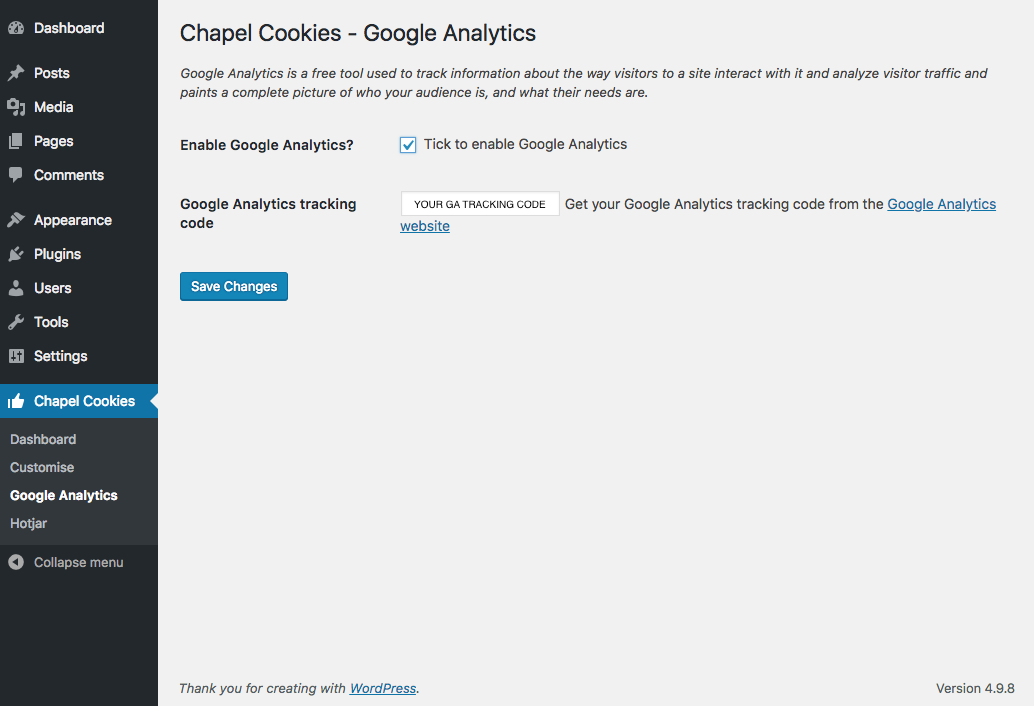 Dashboard
Posts
Media
Pages
Comments
Appearance
Plugins
Users
Tools
Settings
Chapel Cookies
Dashboard
Customise
Google Analytics
Hotjar
Collapse menu
Chapel Cookies - Google Analytics
Google Analytics is a free tool used to track information about the way visitors to a site interact with it and analyze visitor traffic and
paints a complete picture of who your audience is, and what their needs are.
Enable Google Analytics?
Tick to enable Google Analytics
Google Analytics tracking
code
YOUR GA TRACKING CODE
Get your Google Analytics tracking code from the Google Analytics
website
Save Changes
Thank you for creating with WordPress.
Version 4.9.8